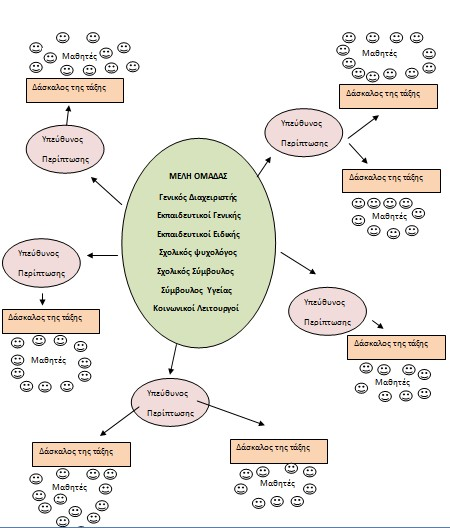 Μαθητές
Δάσκαλος της τάξης
Υπεύθυνος
Περίπτωσης
Μαθητές
Δάσκαλος της τάξης
Υπεύθυνος
Περίπτωσης
Δάσκαλος της τάξης
Μαθητές
ΜΕΛΗ ΟΜΑΔΑΣ
Γενικός Διαχειριστής
Εκπαιδευτικοί Γενικής
Εκπαιδευτικοί Ειδικής
Σχολικός ψυχολόγος
Σχολικός Σύμβουλος
Σύμβουλος Υγείας
Κοινωνικοί Λειτουργοί
Υπεύθυνος
Περίπτωσης
Δάσκαλος της τάξης
Μαθητές
Υπεύθυνος
Περίπτωσης
Δάσκαλος της τάξης
Μαθητές
Υπεύθυνος
Περίπτωσης
Δάσκαλος της τάξης
Μαθητές
Δάσκαλος της τάξης
Μαθητές